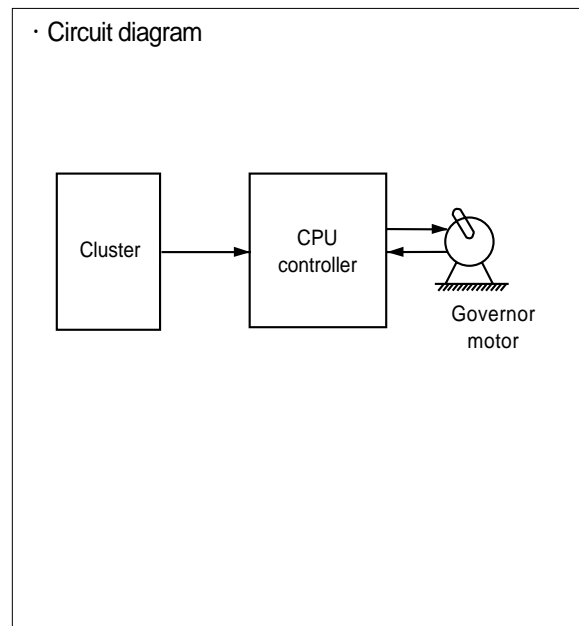 · Circuit diagram
Cluster
CPU
controller
Governor
motor